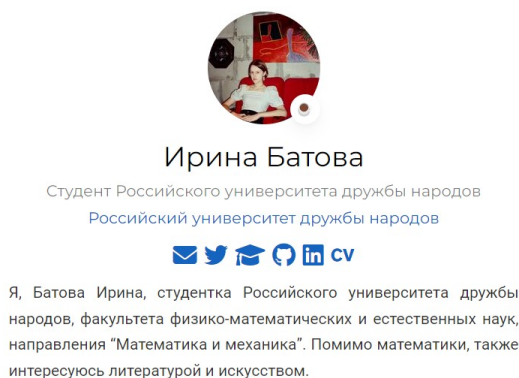 Ирина Батова
Студент Российского университета дружбы народов
Российский университет дружбы народов
CV
Я, Батова Ирина, студентка Российского университета дружбы
народов, факультета физико-математических и естественных наук,
направления “Математика и механика”. Помимо математики, также
интересуюсь литературой и искусством.